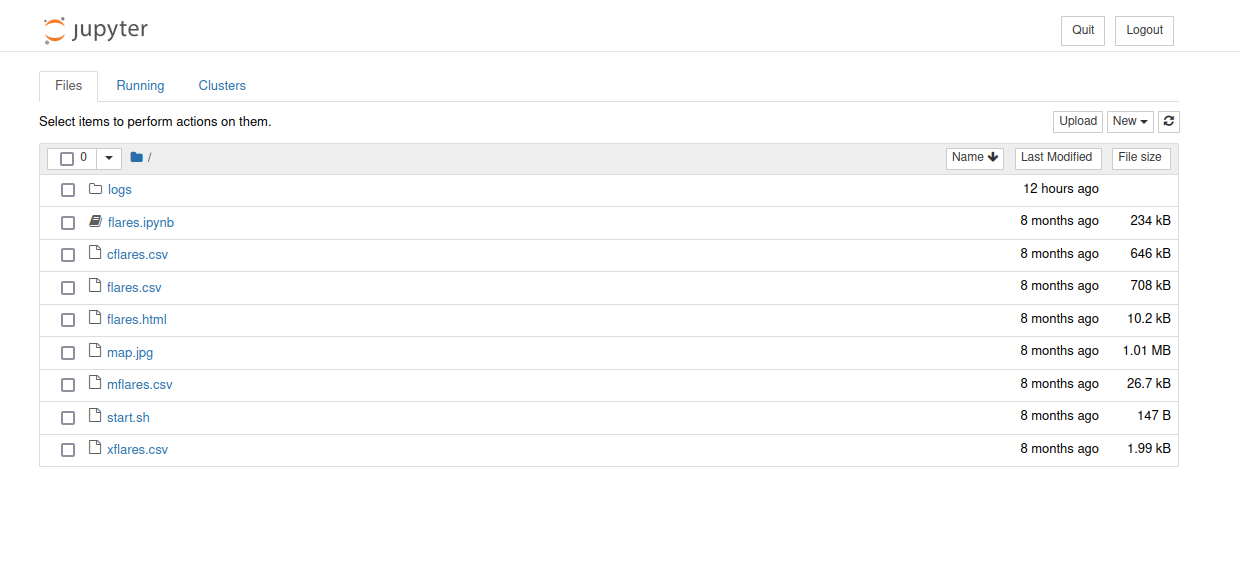 jupyter Quit Logout
Files Running Clusters
Select items to perform actions on them. Upload New
0 / Name Last Modified File size
logs 12 hours ago
flares.ipynb 8 months ago 234 kB
cflares.csv 8 months ago 646 kB
flares.csv 8 months ago 708 kB
flares.html 8 months ago 10.2 kB
map.jpg 8 months ago 1.01 MB
mflares.csv 8 months ago 26.7 kB
start.sh 8 months ago 147 B
xflares.csv 8 months ago 1.99 kB